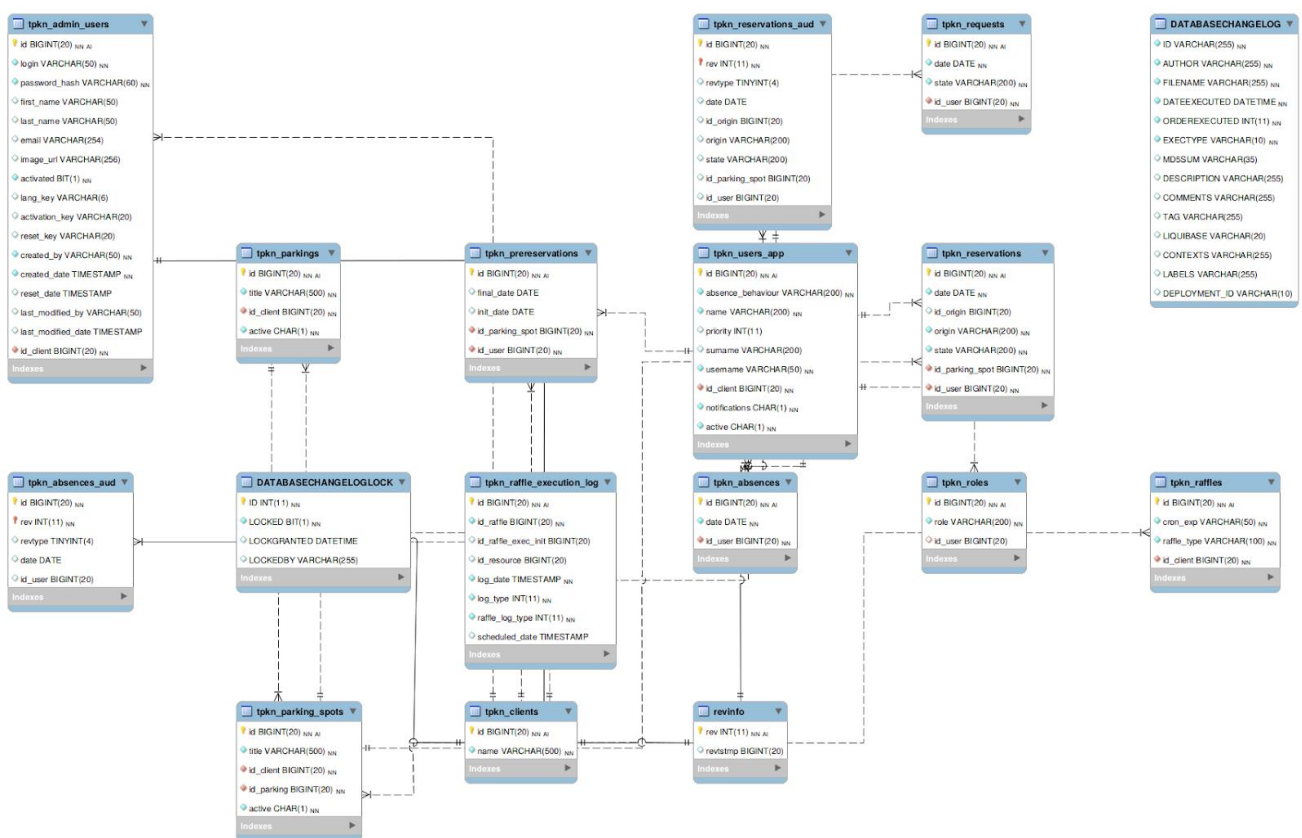 tpkn_admin_users
id BIGINT(20) NN AI
login VARCHAR(50) NN
password_hash VARCHAR(60) NN
first_name VARCHAR(50)
last_name VARCHAR(50)
email VARCHAR(254)
image_url VARCHAR(256)
activated BIT(1) NN
lang_key VARCHAR(6)
activation_key VARCHAR(20)
reset_key VARCHAR(20)
created_by VARCHAR(50) NN
created_date TIMESTAMP NN
reset_date TIMESTAMP
last_modified_by VARCHAR(50)
last_modified_date TIMESTAMP
id_client BIGINT(20) NN
Indexes
tpkn_reservations_aud
id BIGINT(20) NN
rev INT(11) NN
revtype TINYINT(4)
date DATE
id_origin BIGINT(20)
origin VARCHAR(200)
state VARCHAR(200)
id_parking_spot BIGINT(20)
id_user BIGINT(20)
Indexes
tpkn_requests
id BIGINT(20) NN AI
date DATE NN
state VARCHAR(200) NN
id_user BIGINT(20) NN
Indexes
DATABASECHANGELOG
ID VARCHAR(255) NN
AUTHOR VARCHAR(255) NN
FILENAME VARCHAR(255) NN
DATEEXECUTED DATETIME NN
ORDEREXECUTED INT(11) NN
EXECTYPE VARCHAR(10) NN
MD5SUM VARCHAR(35)
DESCRIPTION VARCHAR(255)
COMMENTS VARCHAR(255)
TAG VARCHAR(255)
LIQUIBASE VARCHAR(20)
CONTEXTS VARCHAR(255)
LABELS VARCHAR(255)
DEPLOYMENT_ID VARCHAR(10)
Indexes
tpkn_parkings
id BIGINT(20) NN AI
title VARCHAR(500) NN
id_client BIGINT(20) NN
active CHAR(1) NN
Indexes
tpkn_prereservations
id BIGINT(20) NN AI
final_date DATE
init_date DATE
id_parking_spot BIGINT(20) NN
id_user BIGINT(20) NN
Indexes
tpkn_users_app
id BIGINT(20) NN AI
absence_behaviour VARCHAR(200) NN
name VARCHAR(200) NN
priority INT(11)
surname VARCHAR(200)
username VARCHAR(50) NN
id_client BIGINT(20) NN
notifications CHAR(1) NN
active CHAR(1) NN
Indexes
tpkn_reservations
id BIGINT(20) NN AI
date DATE NN
id_origin BIGINT(20)
origin VARCHAR(200) NN
state VARCHAR(200) NN
id_parking_spot BIGINT(20) NN
id_user BIGINT(20) NN
Indexes
tpkn_absences_aud
id BIGINT(20) NN
rev INT(11) NN
revtype TINYINT(4)
date DATE
id_user BIGINT(20)
Indexes
DATABASECHANGELOGLOCK
ID INT(11) NN
LOCKED BIT(1) NN
LOCKGRANTED DATETIME
LOCKEDBY VARCHAR(255)
Indexes
tpkn_raffle_execution_log
id BIGINT(20) NN AI
id_raffle BIGINT(20) NN
id_raffle_exec_init BIGINT(20)
id_resource BIGINT(20)
log_date TIMESTAMP NN
log_type INT(11) NN
raffle_log_type INT(11) NN
scheduled_date TIMESTAMP
Indexes
tpkn_absences
id BIGINT(20) NN AI
date DATE NN
id_user BIGINT(20) NN
Indexes
tpkn_roles
id BIGINT(20) NN AI
role VARCHAR(200) NN
id_user BIGINT(20)
Indexes
tpkn_raffles
id BIGINT(20) NN AI
cron_exp VARCHAR(50) NN
raffle_type VARCHAR(100) NN
id_client BIGINT(20) NN
Indexes
tpkn_parking_spots
id BIGINT(20) NN AI
title VARCHAR(500) NN
id_client BIGINT(20) NN
id_parking BIGINT(20) NN
active CHAR(1) NN
Indexes
tpkn_clients
id BIGINT(20) NN AI
name VARCHAR(500) NN
Indexes
revinfo
rev INT(11) NN AI
revtstmp BIGINT(20)
Indexes